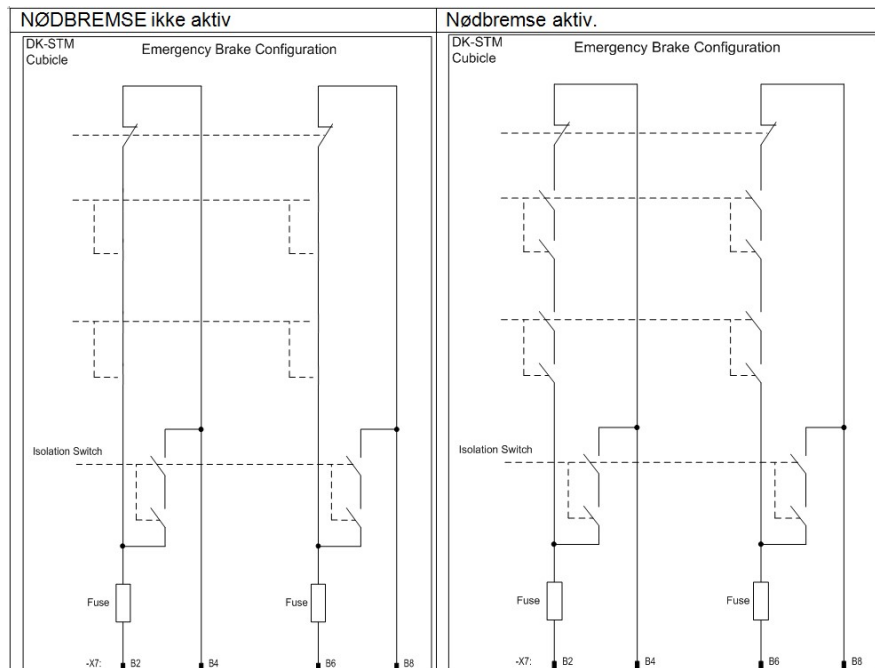 NØDBREMSE ikke aktiv
DK-STM
Cubicle
Emergency Brake Configuration
Isolation Switch
Fuse
Fuse
-X7:
B2
B4
B6
B8
Nødbremse aktiv.
DK-STM
Cubicle
Emergency Brake Configuration
Isolation Switch
Fuse
Fuse
-X7:
B2
B4
B6
B8